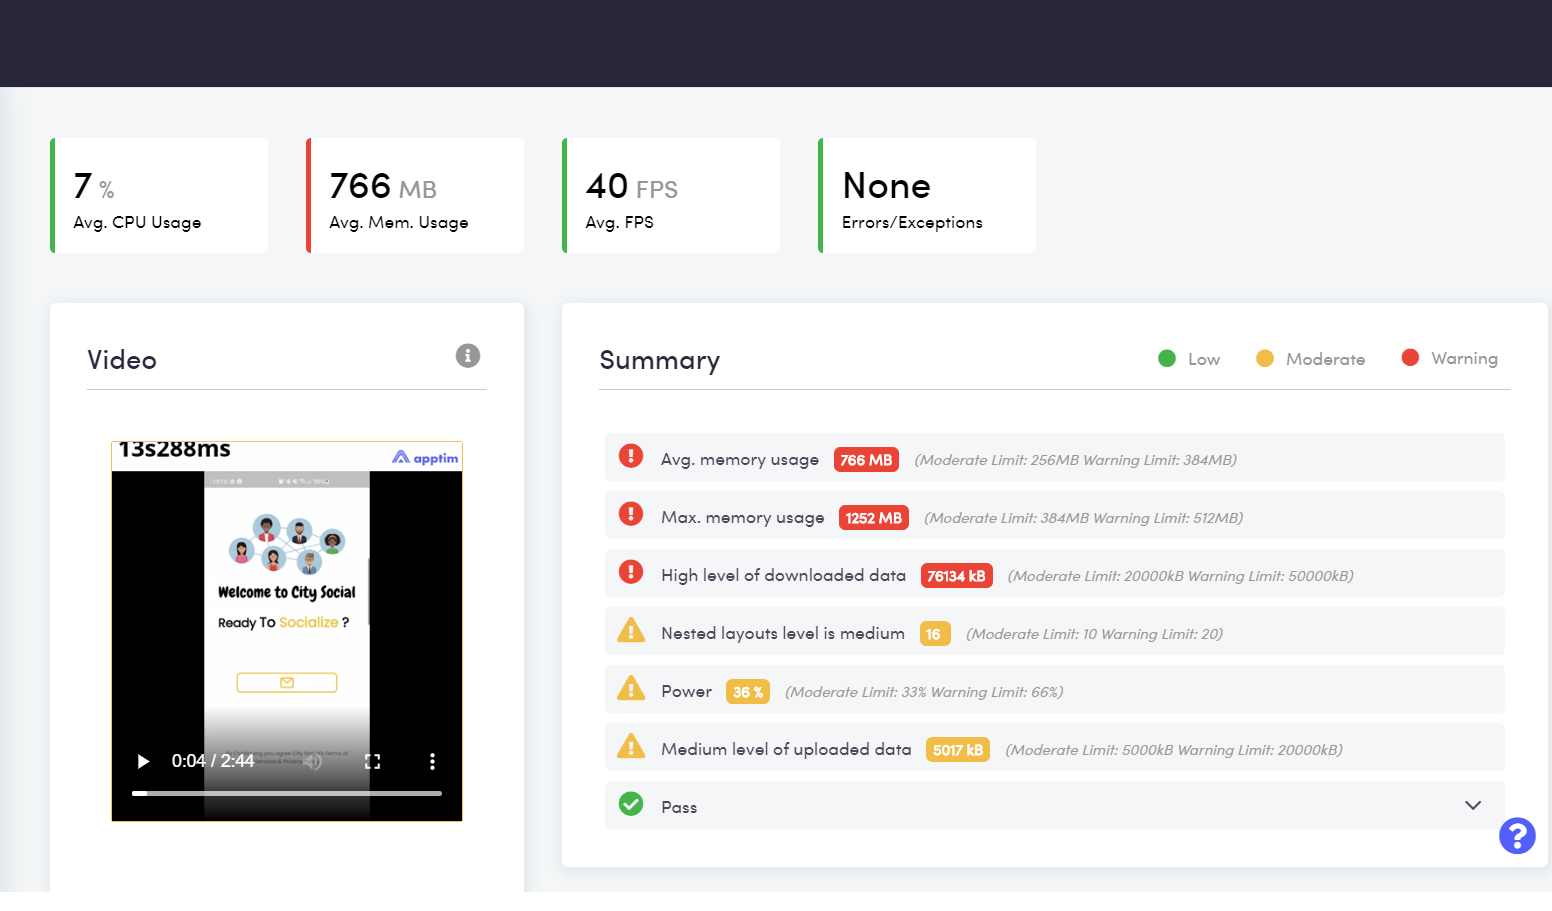 7 %
Avg. CPU Usage
766 MB
Avg. Mem. Usage
40 FPS
Avg. FPS
None
Errors/Exceptions
Video
13s288ms
apptim
Welcome to City Social
Ready To Socialize ?
0:04 / 2:44
Summary
Low
Moderate
Warning
Avg. memory usage 766 MB (Moderate Limit: 256MB Warning Limit: 384MB)
Max. memory usage 1252 MB (Moderate Limit: 384MB Warning Limit: 512MB)
High level of downloaded data 76134 kB (Moderate Limit: 20000kB Warning Limit: 50000kB)
Nested layouts level is medium 16 (Moderate Limit: 10 Warning Limit: 20)
Power 36 % (Moderate Limit: 33% Warning Limit: 66%)
Medium level of uploaded data 5017 kB (Moderate Limit: 5000kB Warning Limit: 20000kB)
Pass